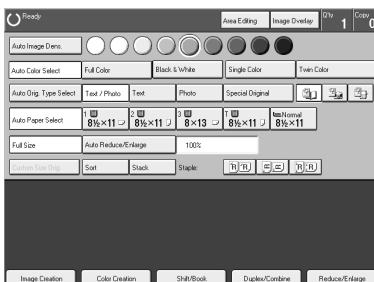 Ready Area Editing Image Overlay Qty 1 Copy 0
Auto Image Dens.
Auto Color Select Full Color Black & White Single Color Twin Color
Auto Orig. Type Select Text / Photo Text Photo Special Original
Auto Paper Select 1 8½×11 2 8½×11 3 8×13 T 8½×11 Normal 8½×11
Full Size Auto Reduce/Enlarge 100%
Custom Size Orig. Sort Stack Staple:
Image Creation Color Creation Shift/Book Duplex/Combine Reduce/Enlarge